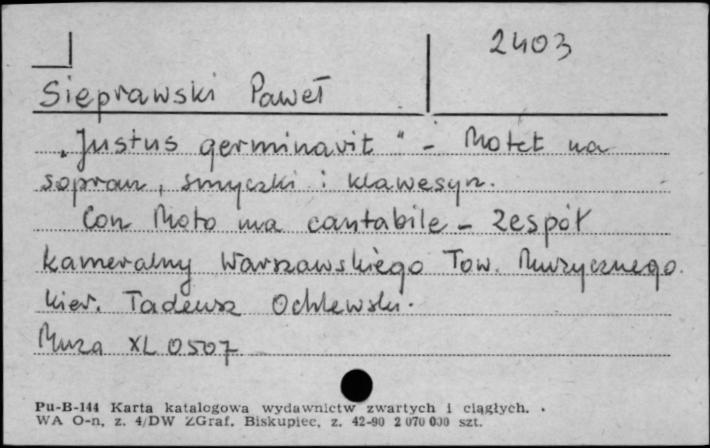 2403
Sieprawski Paweł
„Justus germinavit" - Motet na
sopran, smyczki i klawesyn.
Con Moto ma cantabile - Zespół
kameralny Warszawskiego Tow. Muzycznego.
kier. Tadeusz Ochlewski.
Muza XL 0507
Pu-B-144 Karta katalogowa wydawnictw zwartych i ciągłych.
WA O-n, z. 4/DW ZGraf. Biskupiec, z. 42-90 2 070 000 szt.